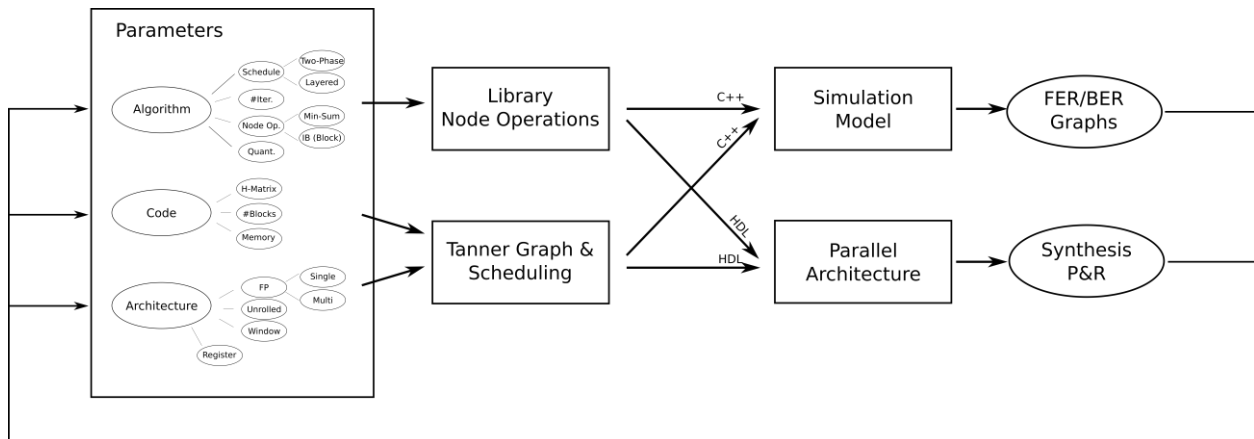 Parameters
Algorithm
Schedule
Two-Phase
Layered
#Iter.
Node Op.
Min-Sum
IB (Block)
Quant.
Code
H-Matrix
#Blocks
Memory
Architecture
FP
Single
Multi
Unrolled
Window
Register
Library
Node Operations
Tanner Graph &
Scheduling
C++
C++
HDL
HDL
Simulation
Model
Parallel
Architecture
FER/BER
Graphs
Synthesis
P&R